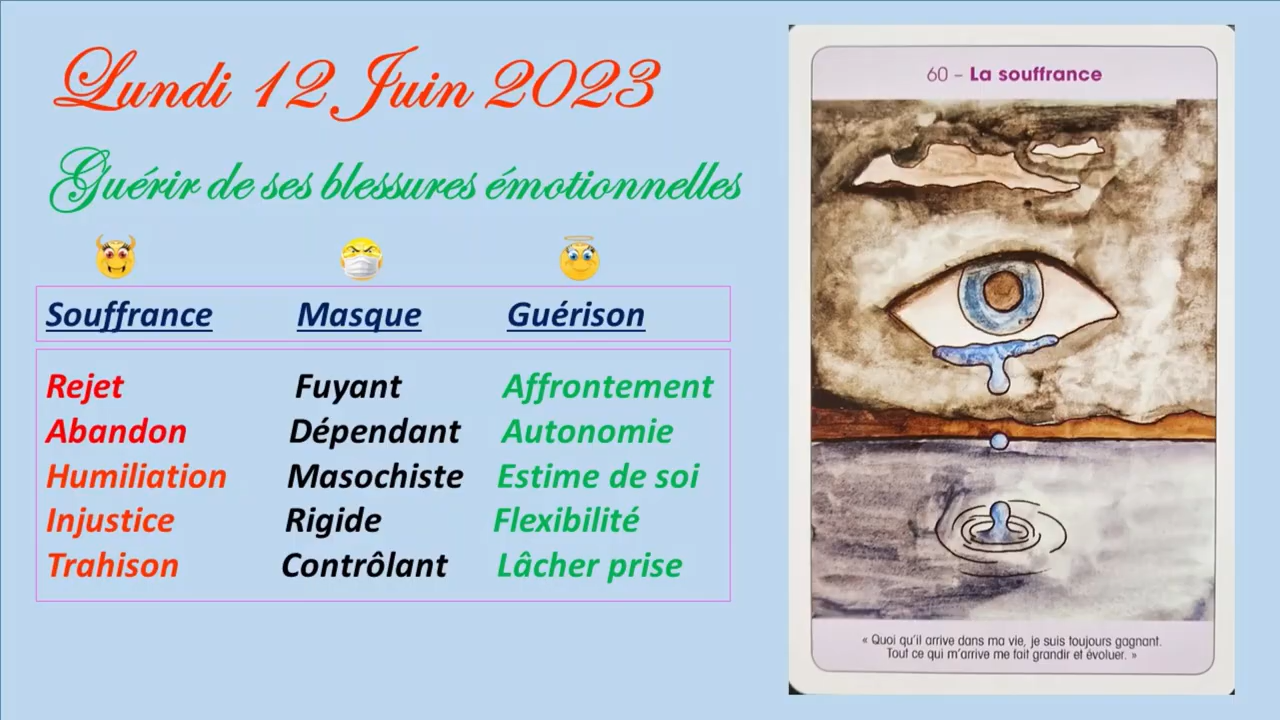 Lundi 12 Juin 2023
Guérir de ses blessures émotionnelles
Souffrance Masque Guérison
Rejet Fuyant Affrontement
Abandon Dépendant Autonomie
Humiliation Masochiste Estime de soi
Injustice Rigide Flexibilité
Trahison Contrôlant Lâcher prise
60 – La souffrance
« Quoi qu'il arrive dans ma vie, je suis toujours gagnant.
Tout ce qui m'arrive me fait grandir et évoluer. »